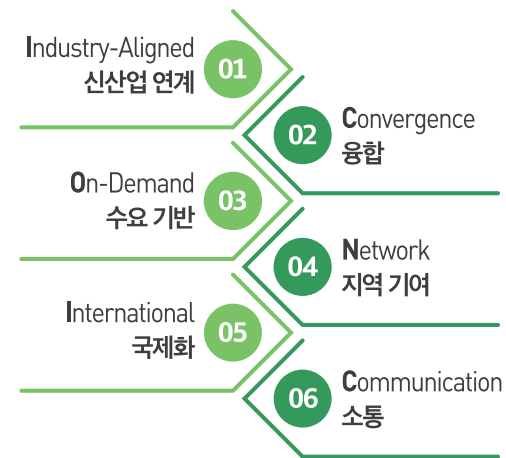 Industry-Aligned
신산업 연계
01
02
Convergence
융합
On-Demand
수요 기반
03
04
Network
지역 기여
International
국제화
05
06
Communication
소통